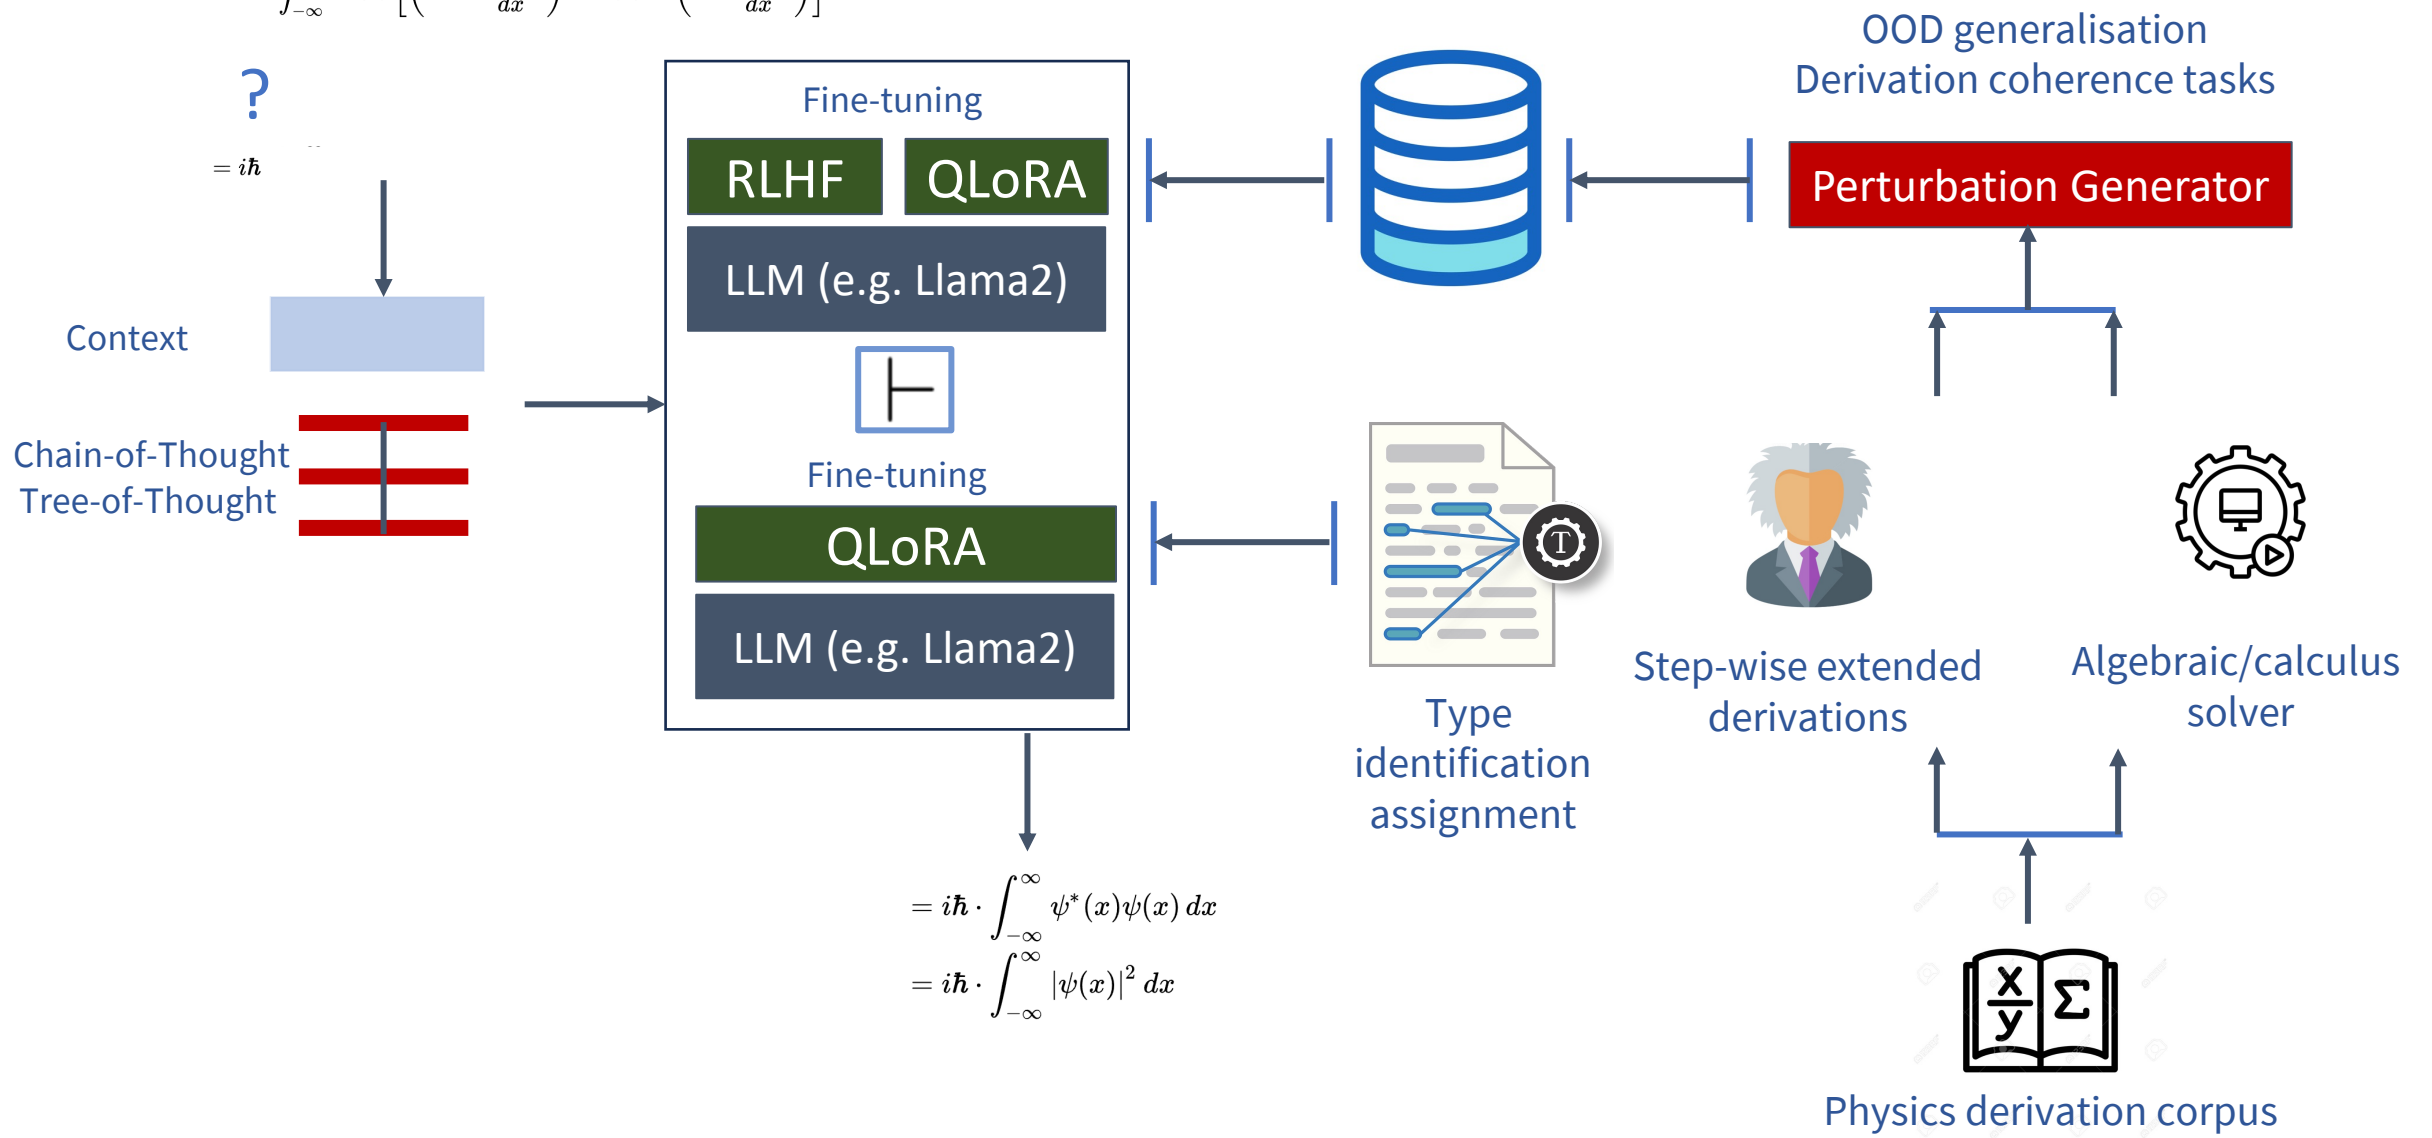 ?
= iħ
Context
Chain-of-Thought
Tree-of-Thought
Fine-tuning
RLHF
QLoRA
LLM (e.g. Llama2)
⊢
Fine-tuning
QLoRA
LLM (e.g. Llama2)
= iħ · ∫_{-∞}^{∞} ψ*(x)ψ(x) dx
= iħ · ∫_{-∞}^{∞} |ψ(x)|² dx
T
Type
identification
assignment
OOD generalisation
Derivation coherence tasks
Perturbation Generator
Step-wise extended
derivations
Algebraic/calculus
solver
x
y
Σ
Physics derivation corpus